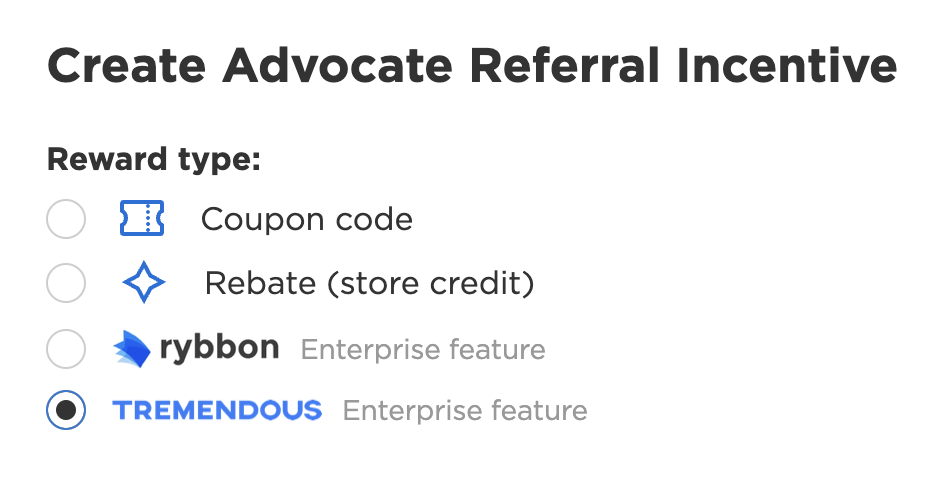 Create Advocate Referral Incentive
Reward type:
Coupon code
Rebate (store credit)
rybbon Enterprise feature
TREMENDOUS Enterprise feature